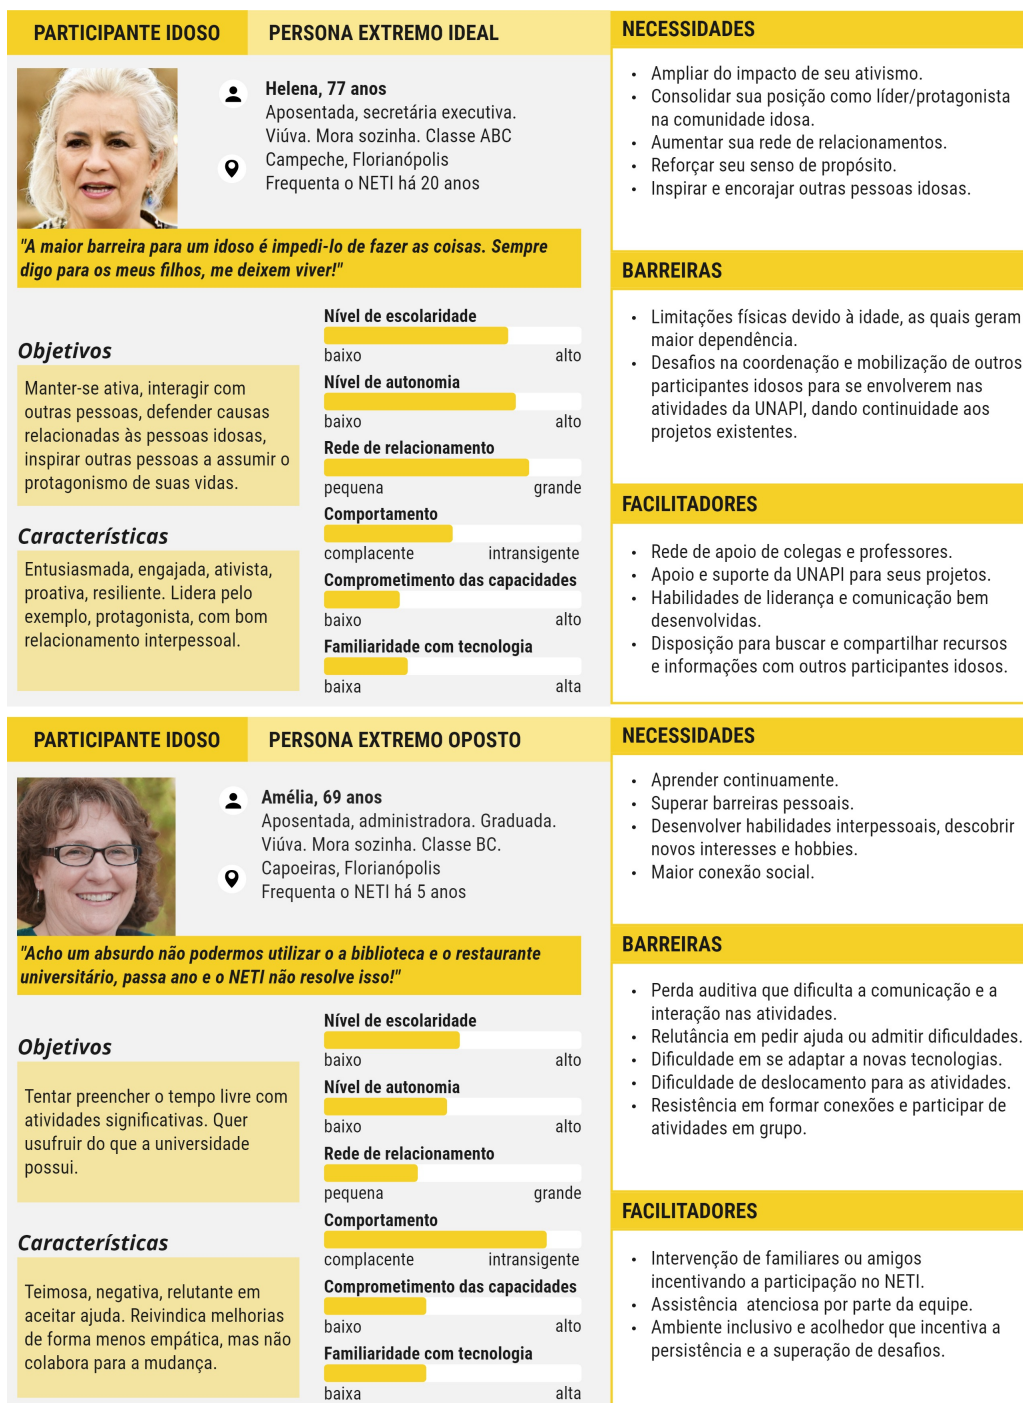 PARTICIPANTE IDOSO
PERSONA EXTREMO IDEAL
Helena, 77 anos
Aposentada, secretária executiva.
Viúva. Mora sozinha. Classe ABC
Campeche, Florianópolis
Frequenta o NETI há 20 anos
"A maior barreira para um idoso é impedi-lo de fazer as coisas. Sempre
digo para os meus filhos, me deixem viver!"
Objetivos
Manter-se ativa, interagir com
outras pessoas, defender causas
relacionadas às pessoas idosas,
inspirar outras pessoas a assumir o
protagonismo de suas vidas.
Características
Entusiasmada, engajada, ativista,
proativa, resiliente. Lidera pelo
exemplo, protagonista, com bom
relacionamento interpessoal.
Nível de escolaridade
baixo alto
Nível de autonomia
baixo alto
Rede de relacionamento
pequena grande
Comportamento
complacente intransigente
Comprometimento das capacidades
baixo alto
Familiaridade com tecnologia
baixa alta
NECESSIDADES
• Ampliar do impacto de seu ativismo.
• Consolidar sua posição como líder/protagonista
na comunidade idosa.
• Aumentar sua rede de relacionamentos.
• Reforçar seu senso de propósito.
• Inspirar e encorajar outras pessoas idosas.
BARREIRAS
• Limitações físicas devido à idade, as quais geram
maior dependência.
• Desafios na coordenação e mobilização de outros
participantes idosos para se envolverem nas
atividades da UNAPI, dando continuidade aos
projetos existentes.
FACILITADORES
• Rede de apoio de colegas e professores.
• Apoio e suporte da UNAPI para seus projetos.
• Habilidades de liderança e comunicação bem
desenvolvidas.
• Disposição para buscar e compartilhar recursos
e informações com outros participantes idosos.
PARTICIPANTE IDOSO
PERSONA EXTREMO OPOSTO
Amélia, 69 anos
Aposentada, administradora. Graduada.
Viúva. Mora sozinha. Classe BC.
Capoeiras, Florianópolis
Frequenta o NETI há 5 anos
"Acho um absurdo não podermos utilizar o a biblioteca e o restaurante
universitário, passa ano e o NETI não resolve isso!"
Objetivos
Tentar preencher o tempo livre com
atividades significativas. Quer
usufruir do que a universidade
possui.
Características
Teimosa, negativa, relutante em
aceitar ajuda. Reivindica melhorias
de forma menos empática, mas não
colabora para a mudança.
Nível de escolaridade
baixo alto
Nível de autonomia
baixo alto
Rede de relacionamento
pequena grande
Comportamento
complacente intransigente
Comprometimento das capacidades
baixo alto
Familiaridade com tecnologia
baixa alta
NECESSIDADES
• Aprender continuamente.
• Superar barreiras pessoais.
• Desenvolver habilidades interpessoais, descobrir
novos interesses e hobbies.
• Maior conexão social.
BARREIRAS
• Perda auditiva que dificulta a comunicação e a
interação nas atividades.
• Relutância em pedir ajuda ou admitir dificuldades.
• Dificuldade em se adaptar a novas tecnologias.
• Dificuldade de deslocamento para as atividades.
• Resistência em formar conexões e participar de
atividades em grupo.
FACILITADORES
• Intervenção de familiares ou amigos
incentivando a participação no NETI.
• Assistência atenciosa por parte da equipe.
• Ambiente inclusivo e acolhedor que incentiva a
persistência e a superação de desafios.